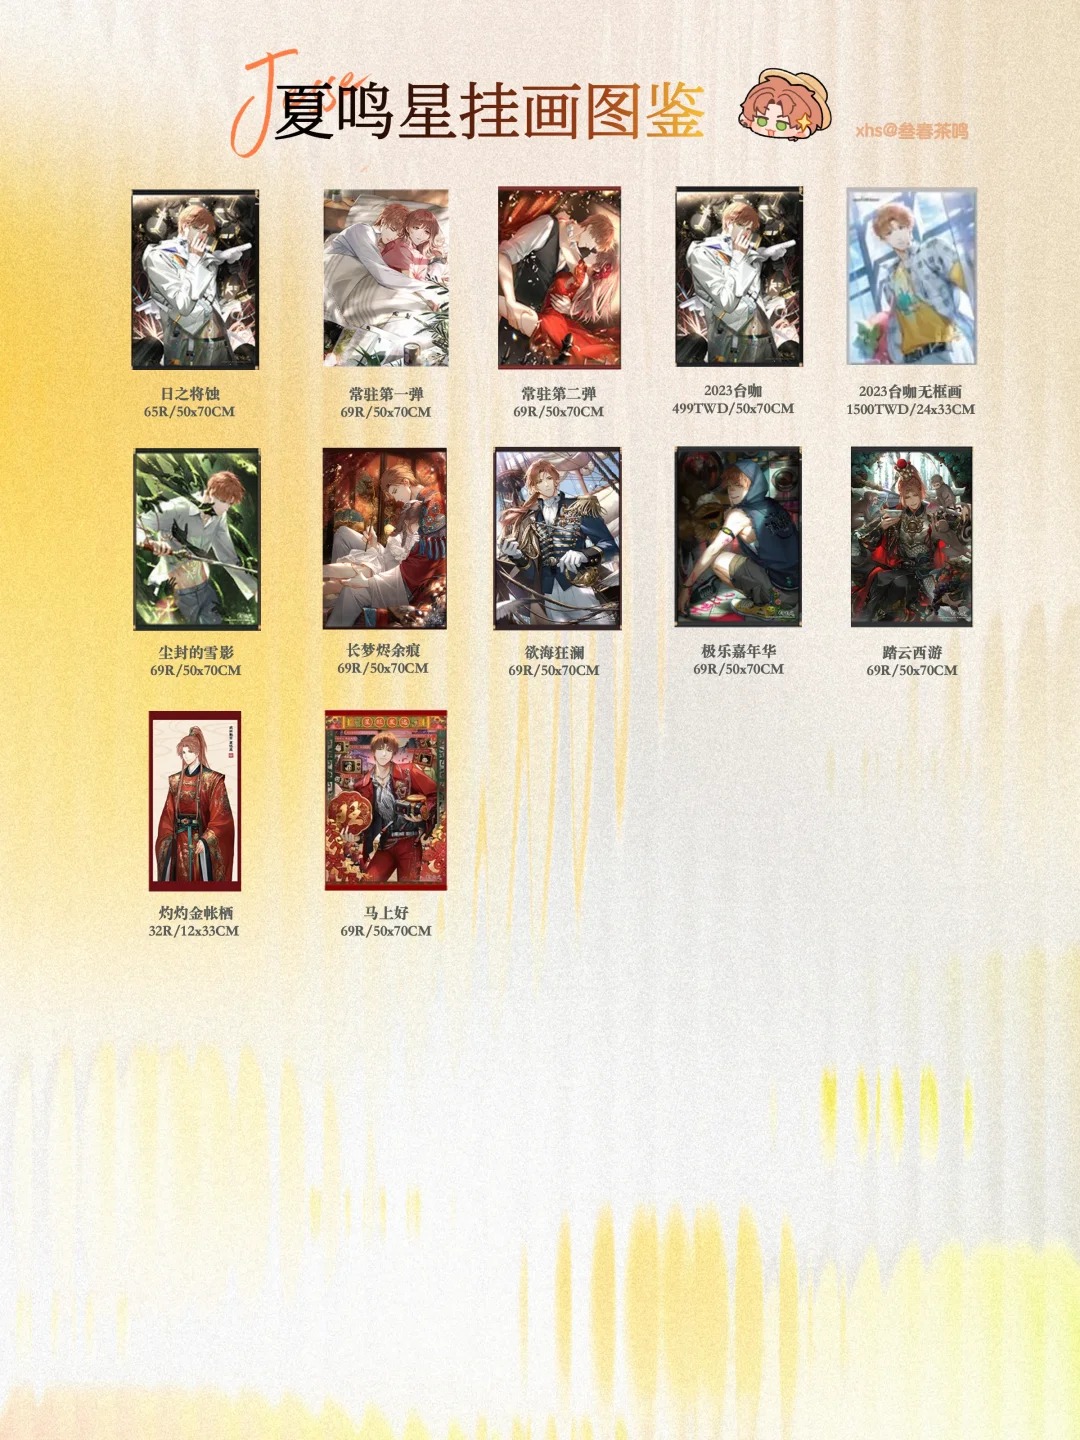 Jesse
夏鸣星挂画图鉴
xhs@叁春茶鸣
日之将蚀
65R/50x70CM
常驻第一弹
69R/50x70CM
常驻第二弹
69R/50x70CM
2023台咖
499TWD/50x70CM
2023台咖无框画
1500TWD/24x33CM
尘封的雪影
69R/50x70CM
长梦烬余痕
69R/50x70CM
欲海狂澜
69R/50x70CM
极乐嘉年华
69R/50x70CM
踏云西游
69R/50x70CM
灼灼金帐栖
32R/12x33CM
马上好
69R/50x70CM